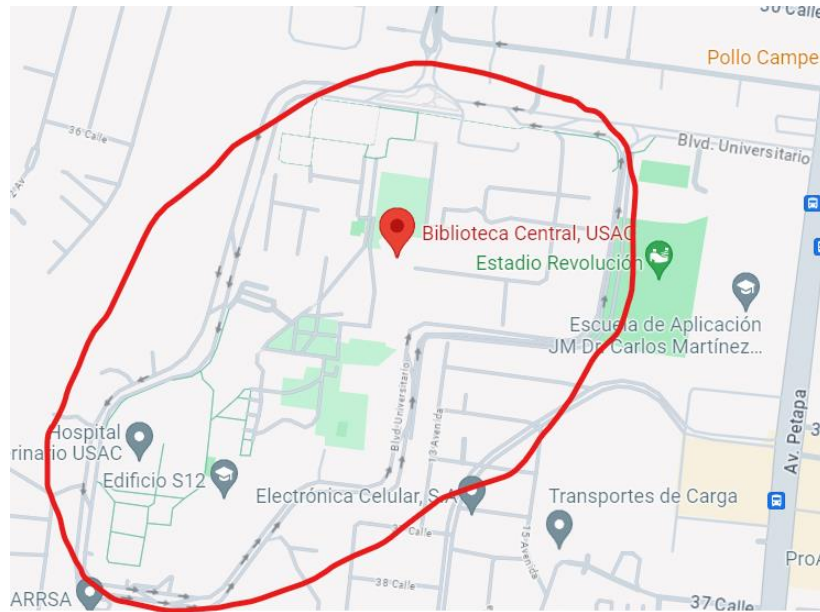 Pollo Campe
36 Calle
Blvd. Universitario
Biblioteca Central, USAC
Estadio Revolución
Escuela de Aplicación
JM Dr. Carlos Martínez...
Blvd. Universitario
13 Avenida
Av. Petapa
Hospital
rinario USAC
Edificio S12
Electrónica Celular, S.A
Transportes de Carga
15 Avenida
38 Calle
ARRSA
37 Calle
ProA